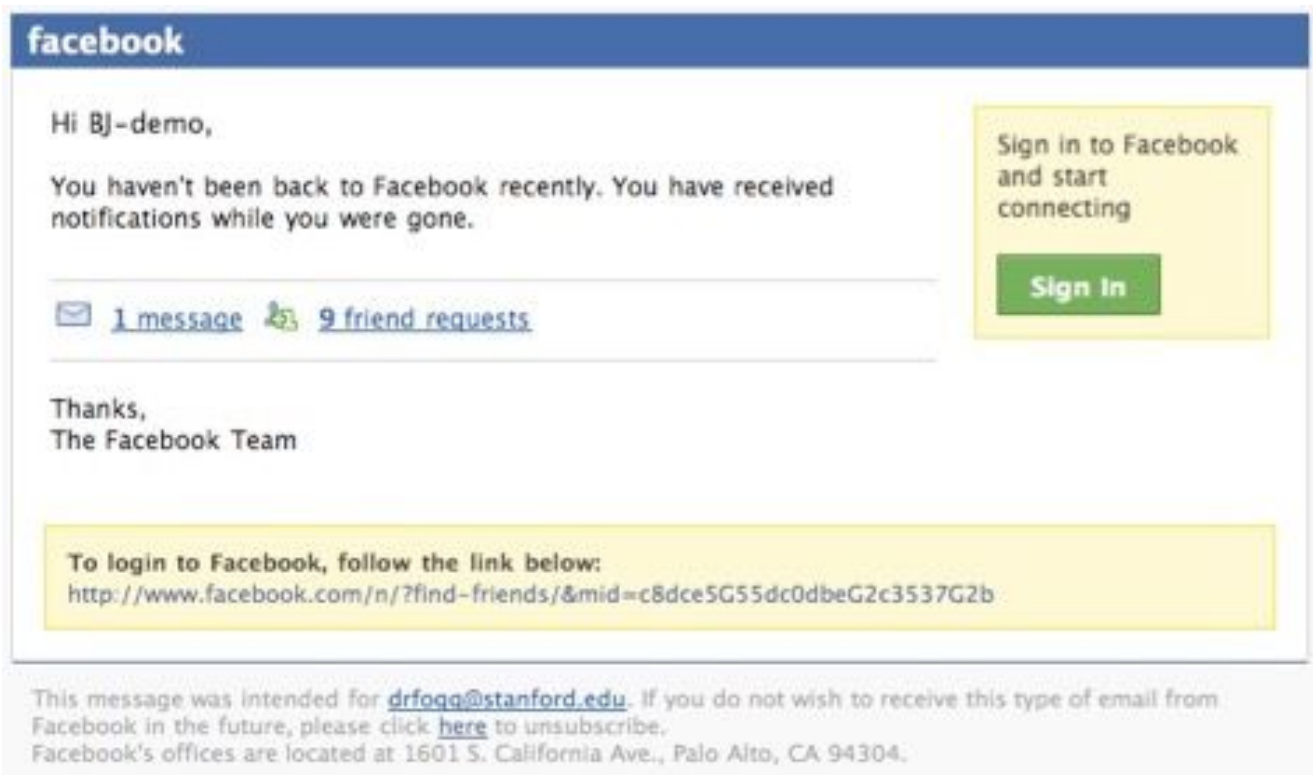 facebook
Hi BJ-demo,
You haven't been back to Facebook recently. You have received
notifications while you were gone.
1 message 9 friend requests
Thanks,
The Facebook Team
Sign in to Facebook
and start
connecting
Sign In
To login to Facebook, follow the link below:
http://www.facebook.com/n/?find-friends/&mid=c8dce5G55dc0dbeG2c3537G2b
This message was intended for drfogg@stanford.edu. If you do not wish to receive this type of email from
Facebook in the future, please click here to unsubscribe.
Facebook's offices are located at 1601 S. California Ave., Palo Alto, CA 94304.